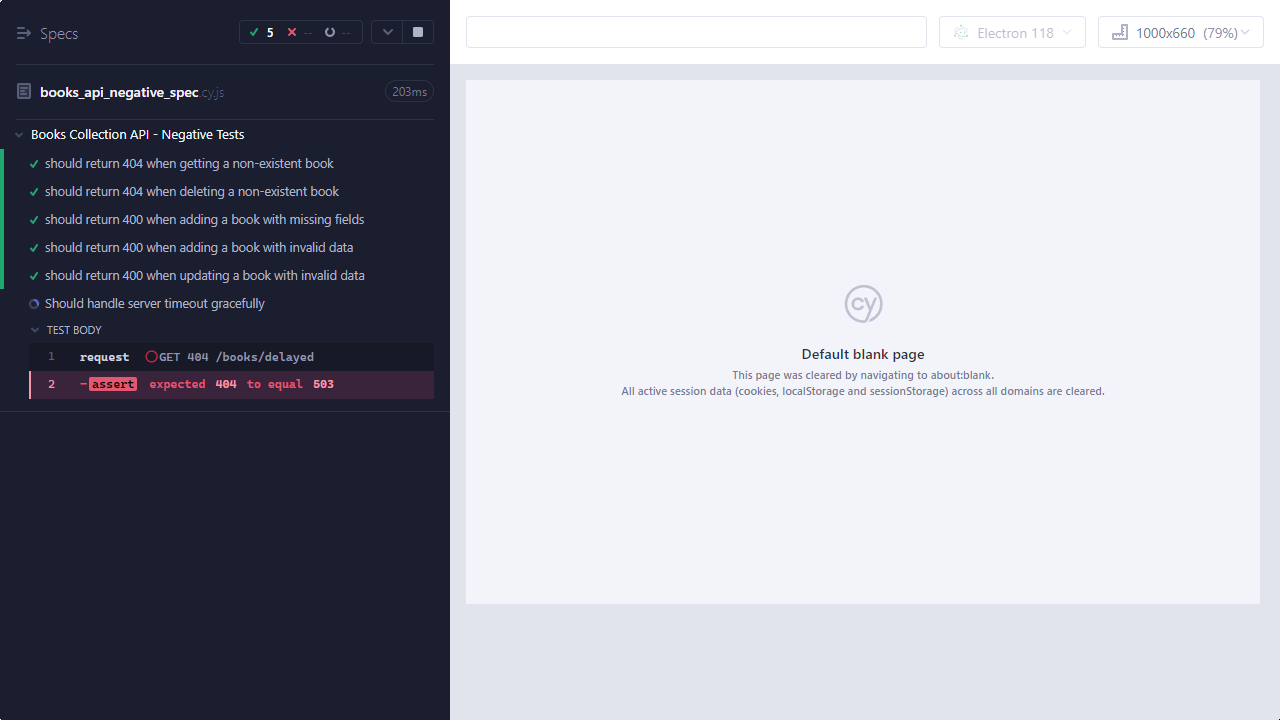 Specs
5 -- --
books_api_negative_spec.cy.js 203ms
Books Collection API - Negative Tests
should return 404 when getting a non-existent book
should return 404 when deleting a non-existent book
should return 400 when adding a book with missing fields
should return 400 when adding a book with invalid data
should return 400 when updating a book with invalid data
Should handle server timeout gracefully
TEST BODY
1 request GET 404 /books/delayed
2 -assert expected 404 to equal 503
Electron 118
1000x660 (79%)
cy
Default blank page
This page was cleared by navigating to about:blank.
All active session data (cookies, localStorage and sessionStorage) across all domains are cleared.